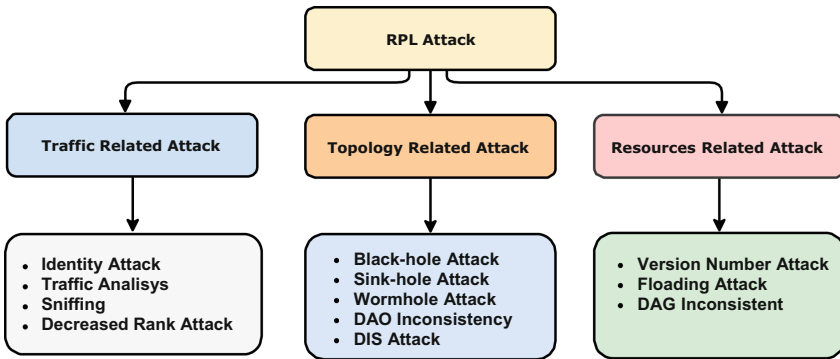 RPL Attack
Traffic Related Attack
Topology Related Attack
Resources Related Attack
• Identity Attack
• Traffic Analisys
• Sniffing
• Decreased Rank Attack
• Black-hole Attack
• Sink-hole Attack
• Wormhole Attack
• DAO Inconsistency
• DIS Attack
• Version Number Attack
• Floading Attack
• DAG Inconsistent